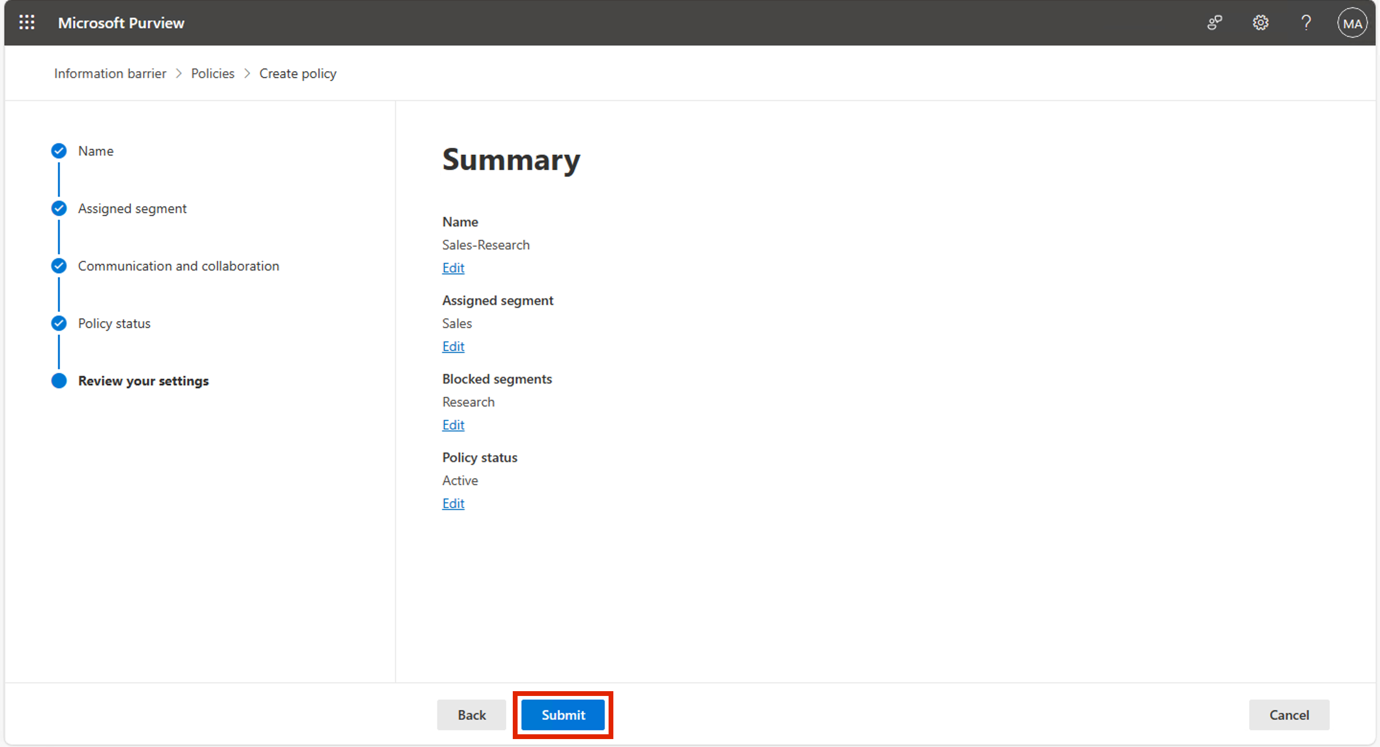 Microsoft Purview
MA
Information barrier > Policies > Create policy
Name
Assigned segment
Communication and collaboration
Policy status
Review your settings
Summary
Name
Sales-Research
Edit
Assigned segment
Sales
Edit
Blocked segments
Research
Edit
Policy status
Active
Edit
Back
Submit
Cancel